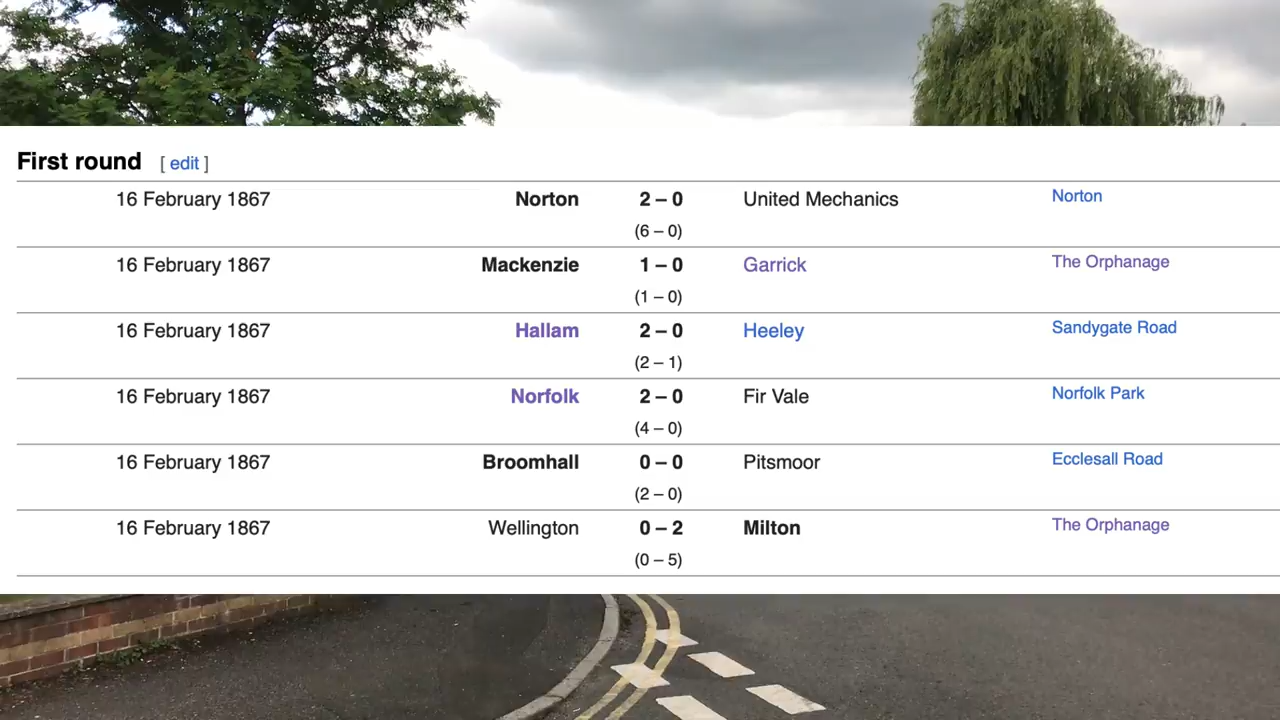 First round [ edit ]
16 February 1867 Norton 2 – 0 United Mechanics Norton
(6 – 0)
16 February 1867 Mackenzie 1 – 0 Garrick The Orphanage
(1 – 0)
16 February 1867 Hallam 2 – 0 Heeley Sandygate Road
(2 – 1)
16 February 1867 Norfolk 2 – 0 Fir Vale Norfolk Park
(4 – 0)
16 February 1867 Broomhall 0 – 0 Pitsmoor Ecclesall Road
(2 – 0)
16 February 1867 Wellington 0 – 2 Milton The Orphanage
(0 – 5)